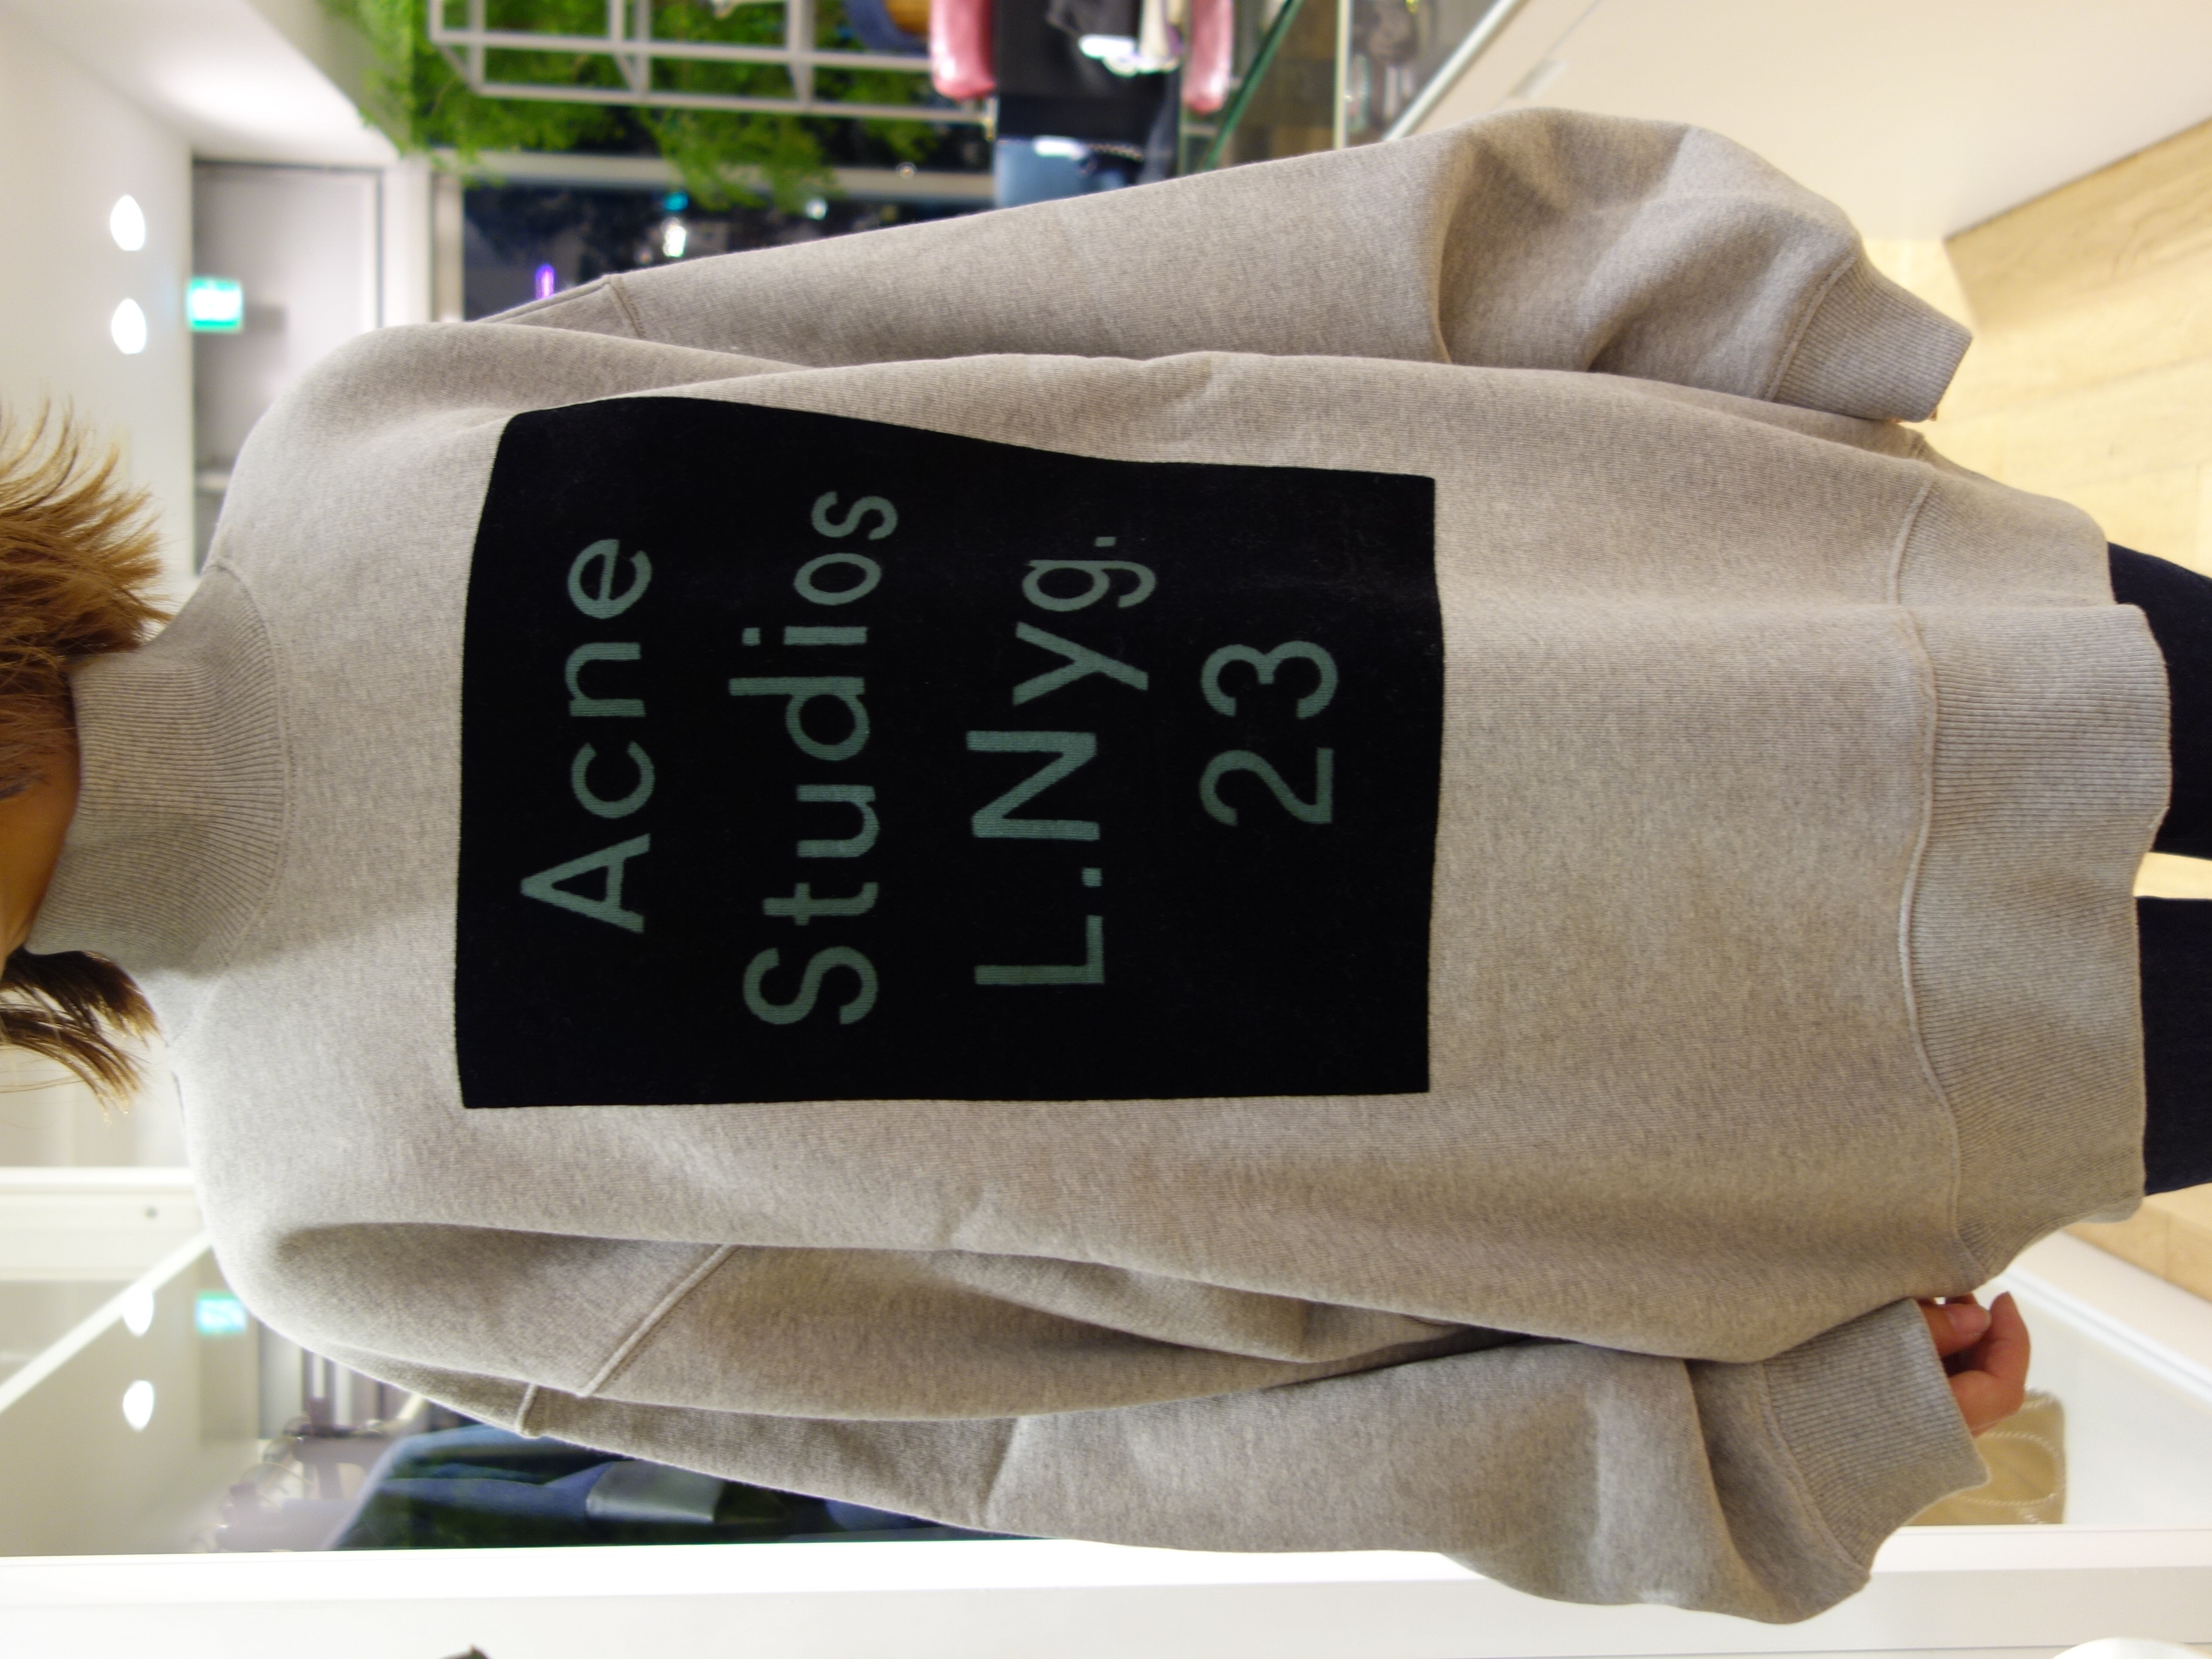 Acne
Studios
L.Nyg.
23